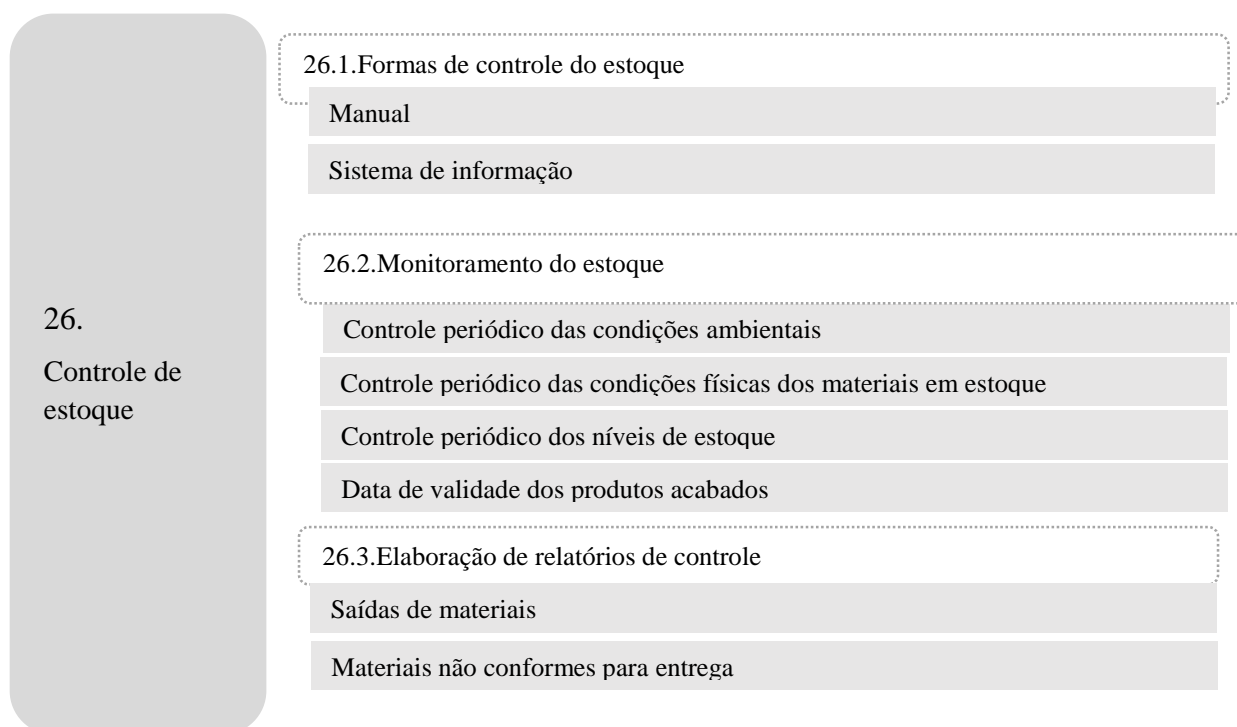 26.
Controle de
estoque
26.1.Formas de controle do estoque
Manual
Sistema de informação
26.2.Monitoramento do estoque
Controle periódico das condições ambientais
Controle periódico das condições físicas dos materiais em estoque
Controle periódico dos níveis de estoque
Data de validade dos produtos acabados
26.3.Elaboração de relatórios de controle
Saídas de materiais
Materiais não conformes para entrega